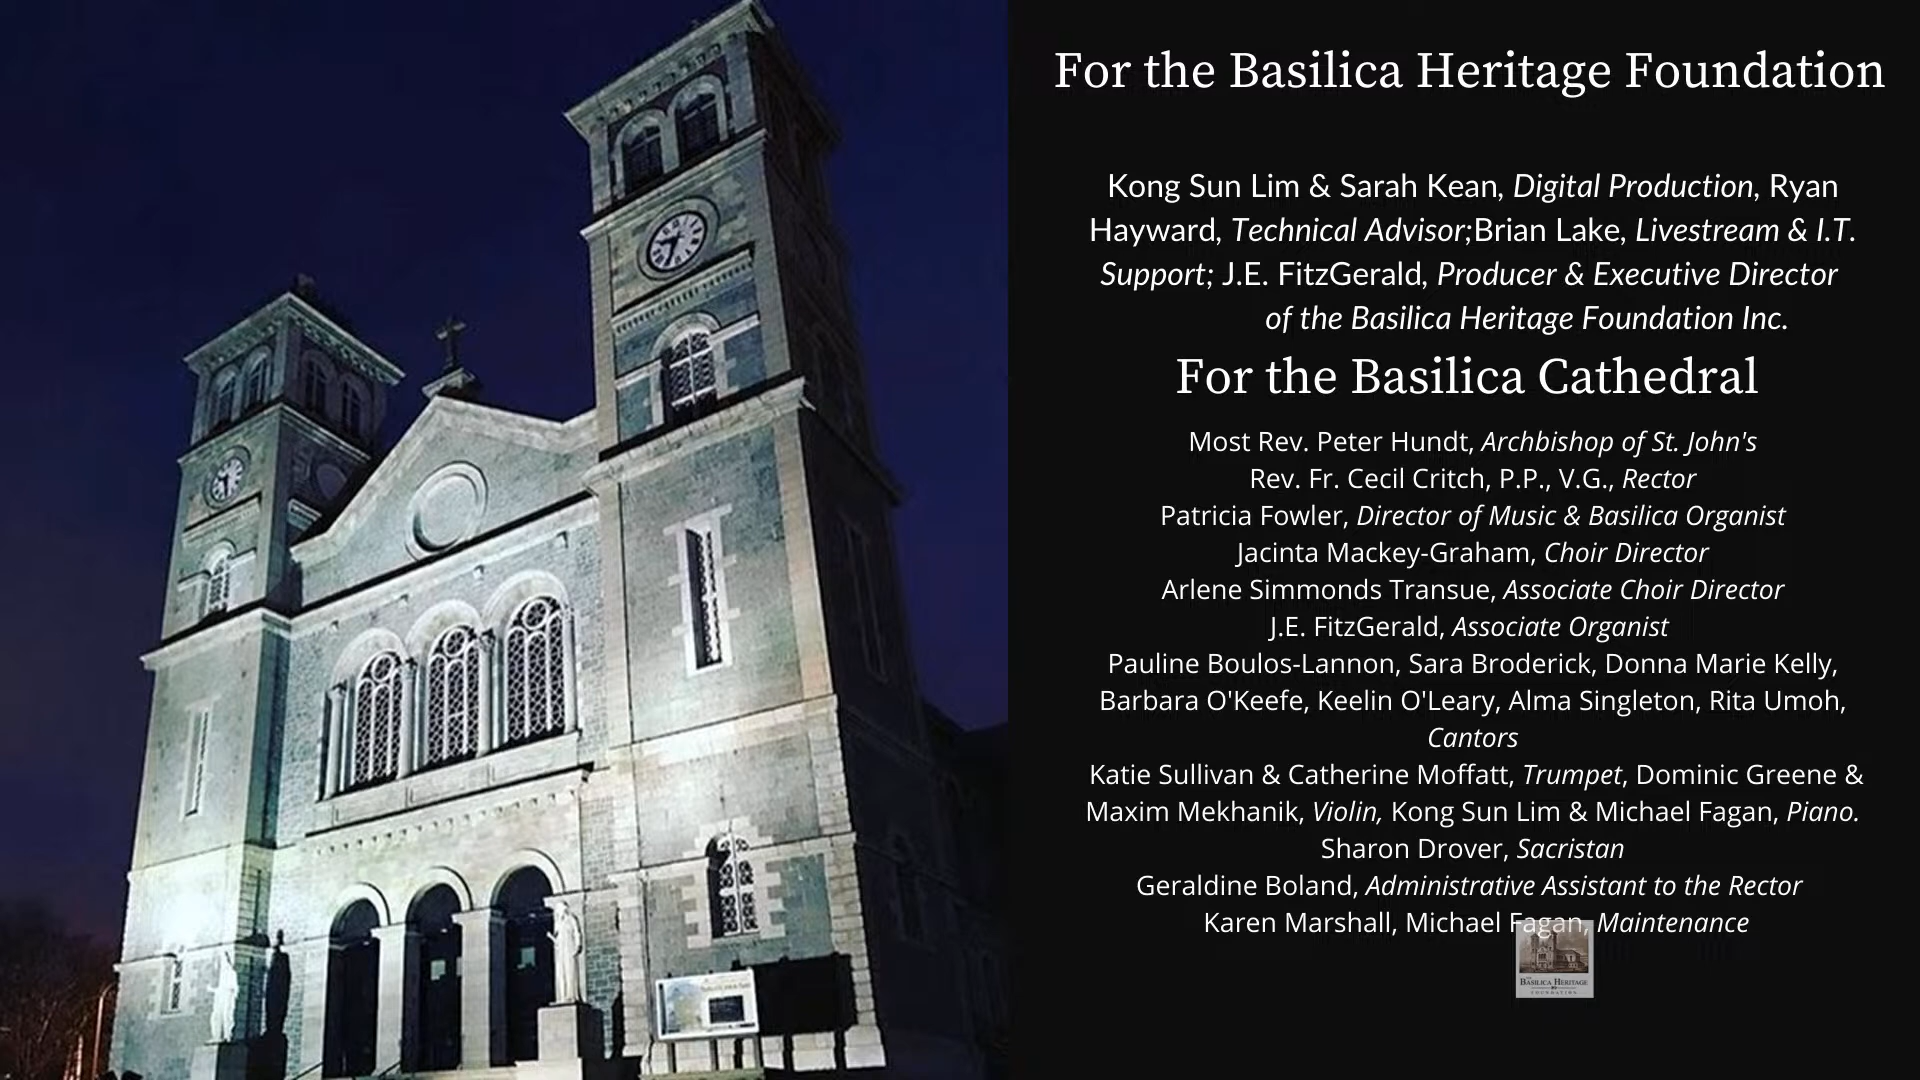 For the Basilica Heritage Foundation
Kong Sun Lim & Sarah Kean, Digital Production, Ryan
Hayward, Technical Advisor;Brian Lake, Livestream & I.T.
Support; J.E. FitzGerald, Producer & Executive Director
of the Basilica Heritage Foundation Inc.
For the Basilica Cathedral
Most Rev. Peter Hundt, Archbishop of St. John's
Rev. Fr. Cecil Critch, P.P., V.G., Rector
Patricia Fowler, Director of Music & Basilica Organist
Jacinta Mackey-Graham, Choir Director
Arlene Simmonds Transue, Associate Choir Director
J.E. FitzGerald, Associate Organist
Pauline Boulos-Lannon, Sara Broderick, Donna Marie Kelly,
Barbara O'Keefe, Keelin O'Leary, Alma Singleton, Rita Umoh,
Cantors
Katie Sullivan & Catherine Moffatt, Trumpet, Dominic Greene &
Maxim Mekhanik, Violin, Kong Sun Lim & Michael Fagan, Piano.
Sharon Drover, Sacristan
Geraldine Boland, Administrative Assistant to the Rector
Karen Marshall, Michael Fagan, Maintenance
BASILICA HERITAGE
FOUNDATION